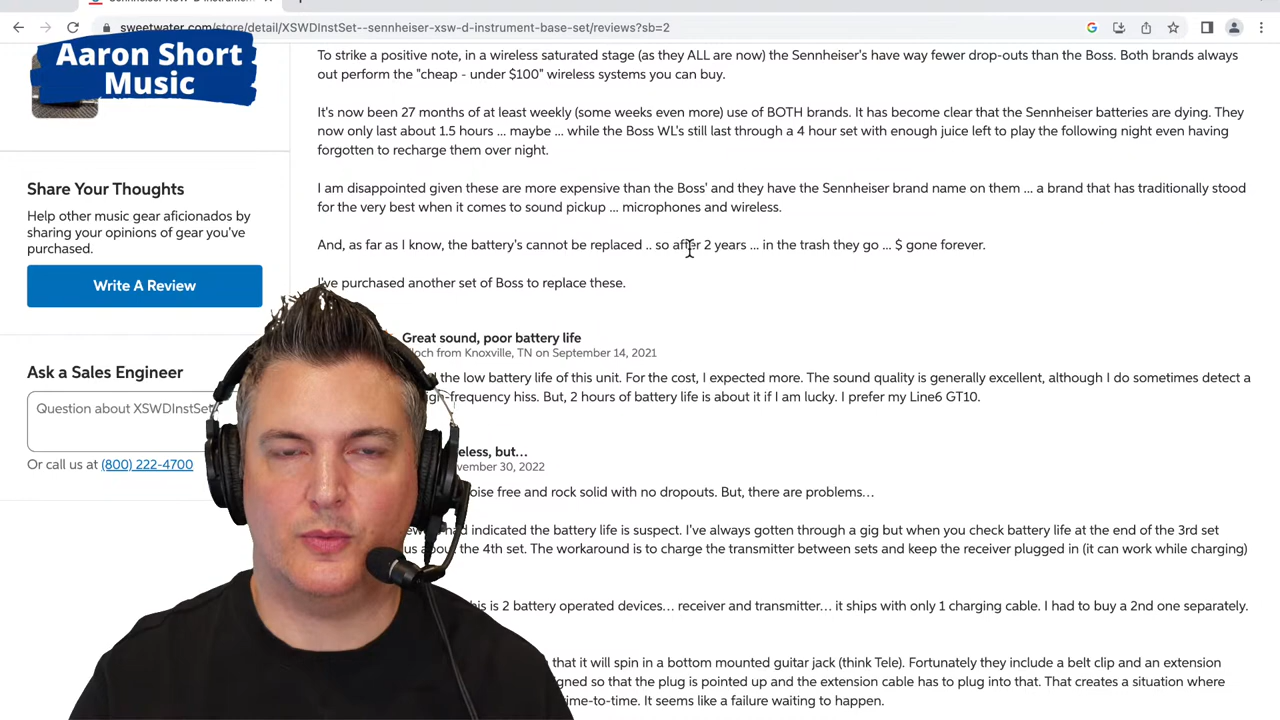 sweetwater.com/store/detail/XSWDInstSet--sennheiser-xsw-d-instrument-base-set/reviews?sb=2
Aaron Short
Music
To strike a positive note, in a wireless saturated stage (as they ALL are now) the Sennheiser's have way fewer drop-outs than the Boss. Both brands always
out perform the "cheap - under $100" wireless systems you can buy.
It's now been 27 months of at least weekly (some weeks even more) use of BOTH brands. It has become clear that the Sennheiser batteries are dying. They
now only last about 1.5 hours ... maybe ... while the Boss WL's still last through a 4 hour set with enough juice left to play the following night even having
forgotten to recharge them over night.
I am disappointed given these are more expensive than the Boss' and they have the Sennheiser brand name on them ... a brand that has traditionally stood
for the very best when it comes to sound pickup ... microphones and wireless.
And, as far as I know, the battery's cannot be replaced .. so after 2 years ... in the trash they go ... $ gone forever.
I've purchased another set of Boss to replace these.
Share Your Thoughts
Help other music gear aficionados by
sharing your opinions of gear you've
purchased.
Write A Review
Ask a Sales Engineer
Question about XSWDInstSet
Or call us at (800) 222-4700
Great sound, poor battery life
from Knoxville, TN on September 14, 2021
the low battery life of this unit. For the cost, I expected more. The sound quality is generally excellent, although I do sometimes detect a
frequency hiss. But, 2 hours of battery life is about it if I am lucky. I prefer my Line6 GT10.
but...
November 30, 2022
noise free and rock solid with no dropouts. But, there are problems...
had indicated the battery life is suspect. I've always gotten through a gig but when you check battery life at the end of the 3rd set
about the 4th set. The workaround is to charge the transmitter between sets and keep the receiver plugged in (it can work while charging)
is 2 battery operated devices... receiver and transmitter... it ships with only 1 charging cable. I had to buy a 2nd one separately.
that it will spin in a bottom mounted guitar jack (think Tele). Fortunately they include a belt clip and an extension
so that the plug is pointed up and the extension cable has to plug into that. That creates a situation where
time-to-time. It seems like a failure waiting to happen.